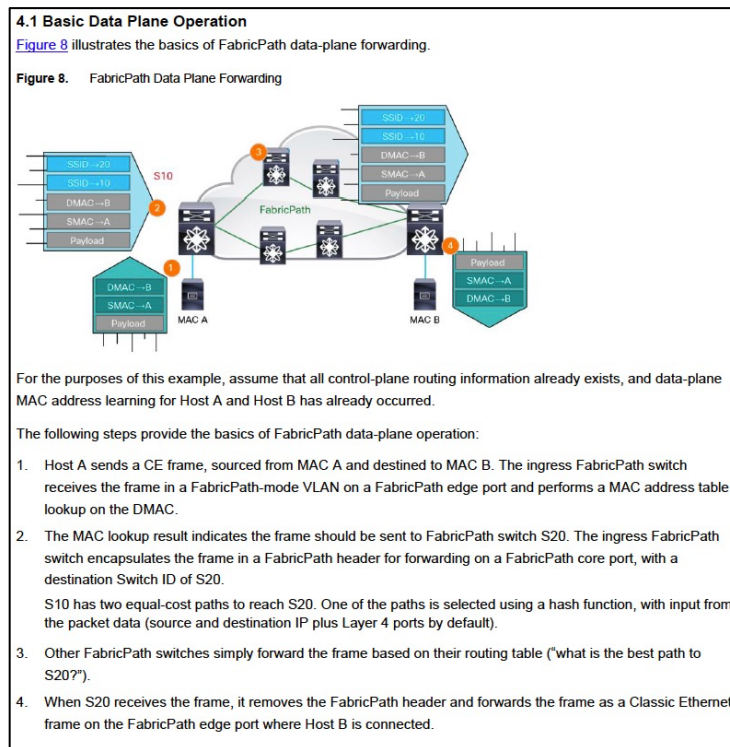 4.1 Basic Data Plane Operation
Figure 8 illustrates the basics of FabricPath data-plane forwarding.
Figure 8. FabricPath Data Plane Forwarding
SSID→20
SSID→10
DMAC→B
SMAC→A
Payload
S10
2
DMAC→B
SMAC→A
Payload
1
MAC A
3
FabricPath
SSID→20
SSID→10
DMAC→B
SMAC→A
Payload
4
MAC B
Payload
SMAC→A
DMAC→B
For the purposes of this example, assume that all control-plane routing information already exists, and data-plane
MAC address learning for Host A and Host B has already occurred.
The following steps provide the basics of FabricPath data-plane operation:
1. Host A sends a CE frame, sourced from MAC A and destined to MAC B. The ingress FabricPath switch
receives the frame in a FabricPath-mode VLAN on a FabricPath edge port and performs a MAC address table
lookup on the DMAC.
2. The MAC lookup result indicates the frame should be sent to FabricPath switch S20. The ingress FabricPath
switch encapsulates the frame in a FabricPath header for forwarding on a FabricPath core port, with a
destination Switch ID of S20.
S10 has two equal-cost paths to reach S20. One of the paths is selected using a hash function, with input from
the packet data (source and destination IP plus Layer 4 ports by default).
3. Other FabricPath switches simply forward the frame based on their routing table (“what is the best path to
S20?”).
4. When S20 receives the frame, it removes the FabricPath header and forwards the frame as a Classic Ethernet
frame on the FabricPath edge port where Host B is connected.